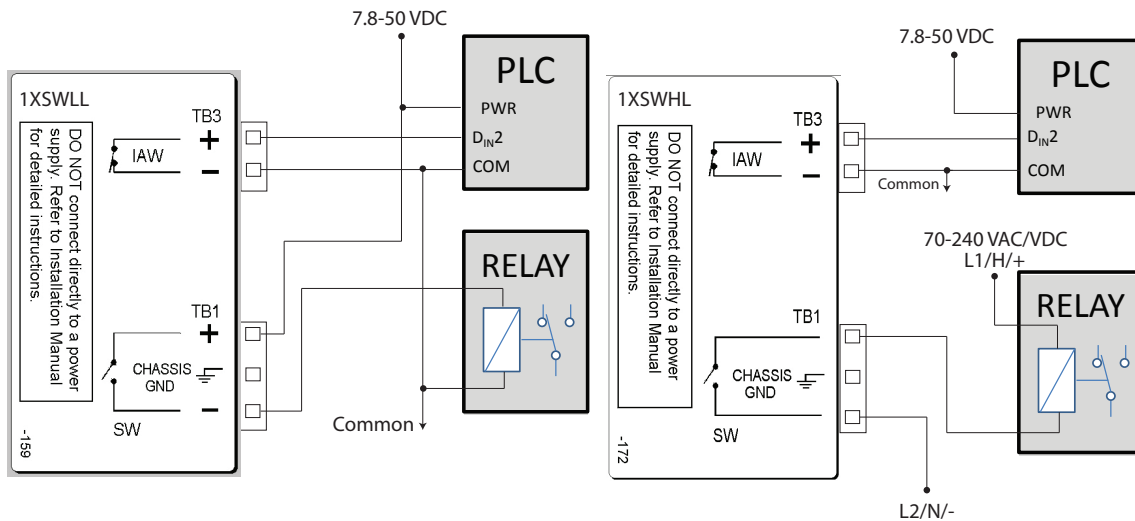 7.8-50 VDC
1XSWLL
DO NOT connect directly to a power
supply. Refer to Installation Manual
for detailed instructions.
TB3
+
IAW
-
TB1
+
CHASSIS
GND
-
SW
-159
PLC
PWR
DIN2
COM
RELAY
Common
7.8-50 VDC
1XSWHL
DO NOT connect directly to a power
supply. Refer to Installation Manual
for detailed instructions.
TB3
+
IAW
-
TB1
CHASSIS
GND
SW
-172
PLC
PWR
DIN2
COM
Common
70-240 VAC/VDC
L1/H/+
RELAY
L2/N/-